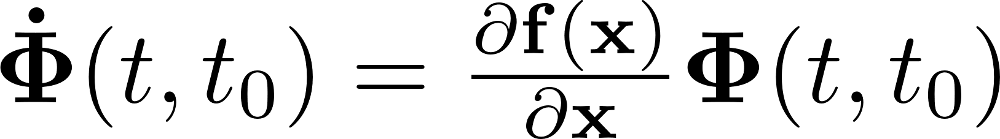 Φ̇(t, t₀) = ∂f(x)/∂x Φ(t, t₀)